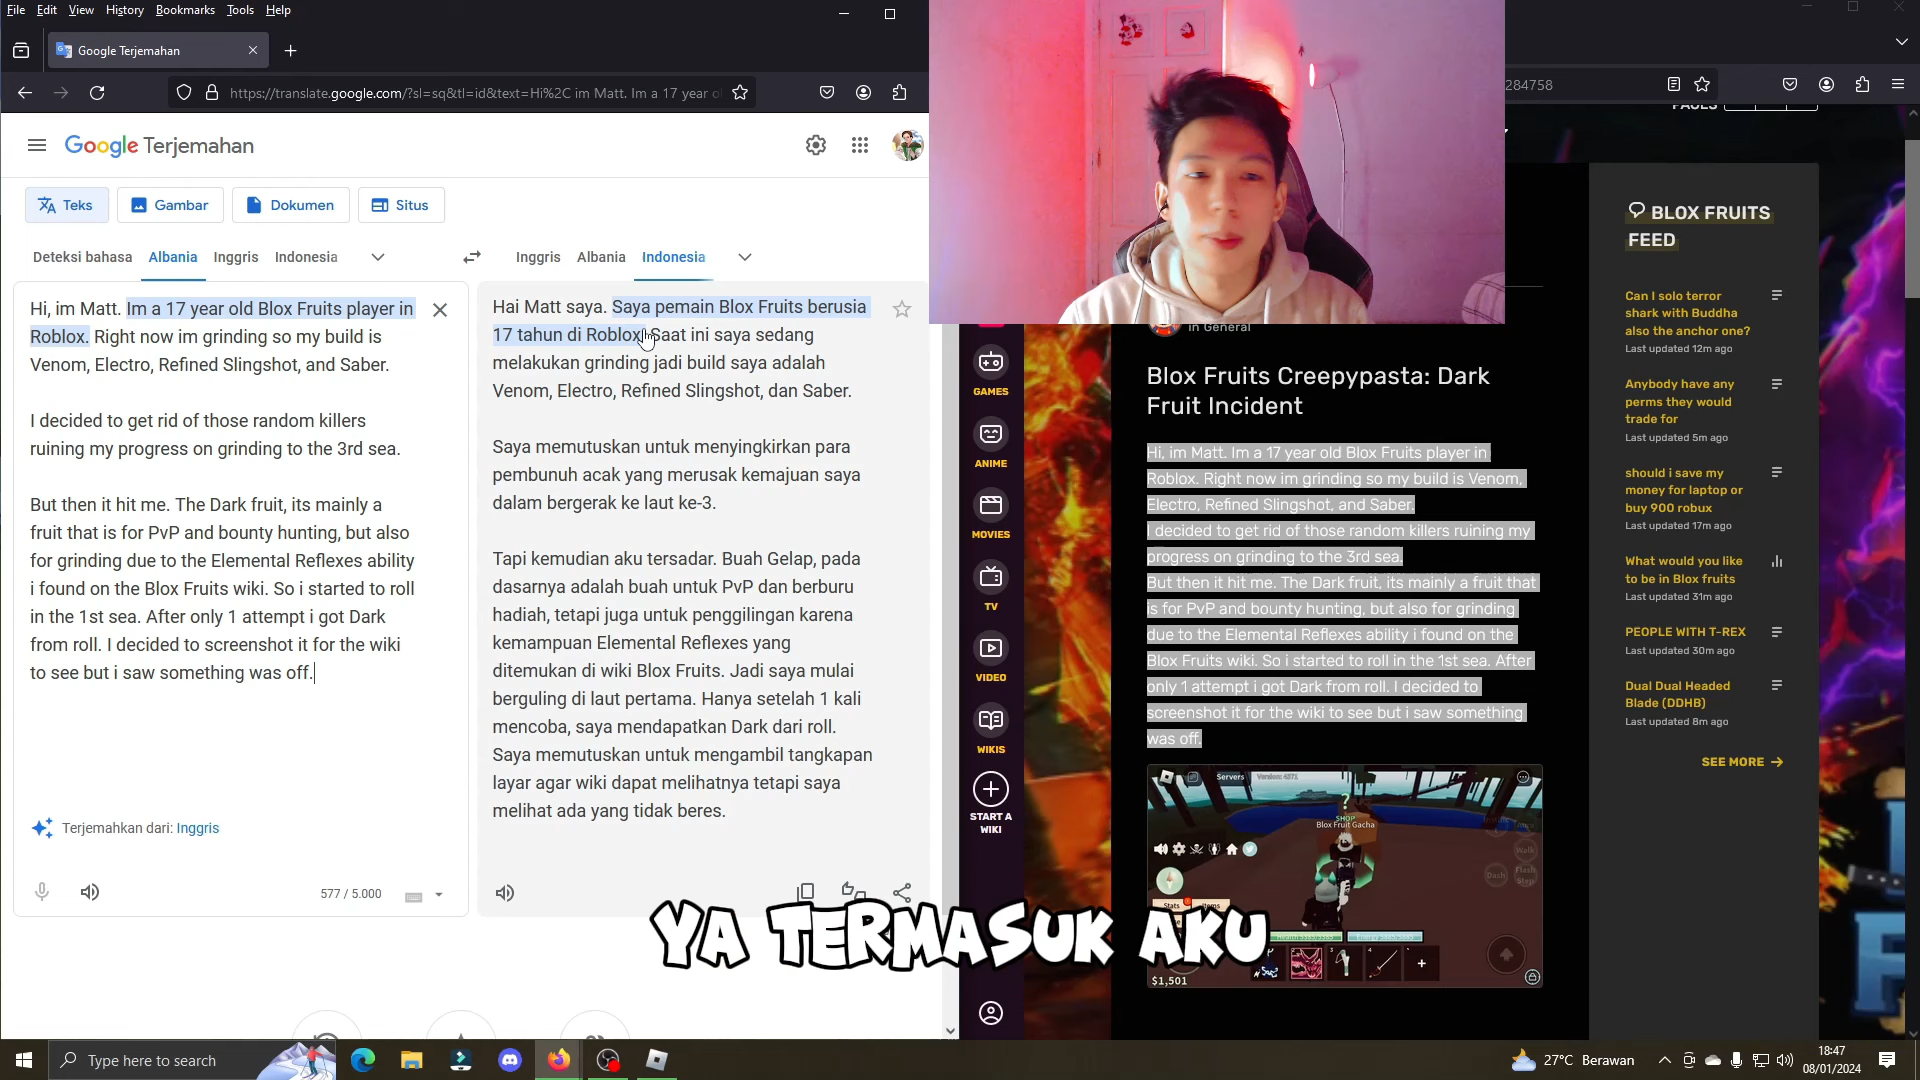 File Edit View History Bookmarks Tools Help
Google Terjemahan
https://translate.google.com/?sl=sq&tl=id&text=Hi%2C im Matt. Im a 17 year o
284758
Google Terjemahan
Teks
Gambar
Dokumen
Situs
Deteksi bahasa Albania Inggris Indonesia
Inggris Albania Indonesia
Hi, im Matt. Im a 17 year old Blox Fruits player in
Roblox. Right now im grinding so my build is
Venom, Electro, Refined Slingshot, and Saber.
I decided to get rid of those random killers
ruining my progress on grinding to the 3rd sea.
But then it hit me. The Dark fruit, its mainly a
fruit that is for PvP and bounty hunting, but also
for grinding due to the Elemental Reflexes ability
i found on the Blox Fruits wiki. So i started to roll
in the 1st sea. After only 1 attempt i got Dark
from roll. I decided to screenshot it for the wiki
to see but i saw something was off.
Terjemahkan dari: Inggris
577 / 5.000
Hai Matt saya. Saya pemain Blox Fruits berusia
17 tahun di Roblox. Saat ini saya sedang
melakukan grinding jadi build saya adalah
Venom, Electro, Refined Slingshot, dan Saber.
Saya memutuskan untuk menyingkirkan para
pembunuh acak yang merusak kemajuan saya
dalam bergerak ke laut ke-3.
Tapi kemudian aku tersadar. Buah Gelap, pada
dasarnya adalah buah untuk PvP dan berburu
hadiah, tetapi juga untuk penggilingan karena
kemampuan Elemental Reflexes yang
ditemukan di wiki Blox Fruits. Jadi saya mulai
berguling di laut pertama. Hanya setelah 1 kali
mencoba, saya mendapatkan Dark dari roll.
Saya memutuskan untuk mengambil tangkapan
layar agar wiki dapat melihatnya tetapi saya
melihat ada yang tidak beres.
GAMES
ANIME
MOVIES
TV
VIDEO
WIKIS
START A
WIKI
PAGES
in General
Blox Fruits Creepypasta: Dark
Fruit Incident
Hi, im Matt. Im a 17 year old Blox Fruits player in
Roblox. Right now im grinding so my build is Venom,
Electro, Refined Slingshot, and Saber.
I decided to get rid of those random killers ruining my
progress on grinding to the 3rd sea.
But then it hit me. The Dark fruit, its mainly a fruit that
is for PvP and bounty hunting, but also for grinding
due to the Elemental Reflexes ability i found on the
Blox Fruits wiki. So i started to roll in the 1st sea. After
only 1 attempt i got Dark from roll. I decided to
screenshot it for the wiki to see but i saw something
was off.
Servers Version: 4271
?
SHOP
Blox Fruit Gacha
Walk
Dash
Flash
Step
Stats Items
$1,501
BLOX FRUITS
FEED
Can I solo terror
shark with Buddha
also the anchor one?
Last updated 12m ago
Anybody have any
perms they would
trade for
Last updated 5m ago
should i save my
money for laptop or
buy 900 robux
Last updated 17m ago
What would you like
to be in Blox fruits
Last updated 31m ago
PEOPLE WITH T-REX
Last updated 30m ago
Dual Dual Headed
Blade (DDHB)
Last updated 8m ago
SEE MORE
YA TERMASUK AKU
Type here to search
27°C Berawan
18:47
08/01/2024